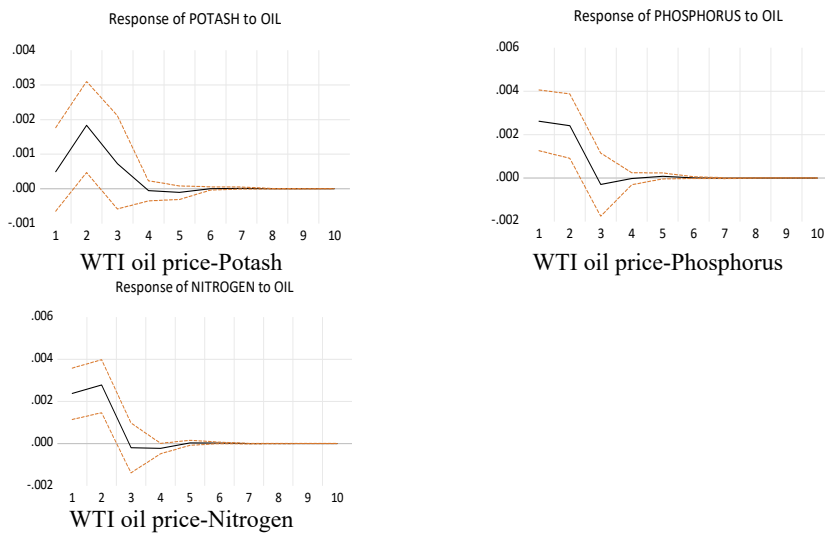 Response of POTASH to OIL
.004
.003
.002
.001
.000
-.001
1 2 3 4 5 6 7 8 9 10
WTI oil price-Potash
Response of PHOSPHORUS to OIL
.006
.004
.002
.000
-.002
1 2 3 4 5 6 7 8 9 10
WTI oil price-Phosphorus
Response of NITROGEN to OIL
.006
.004
.002
.000
-.002
1 2 3 4 5 6 7 8 9 10
WTI oil price-Nitrogen